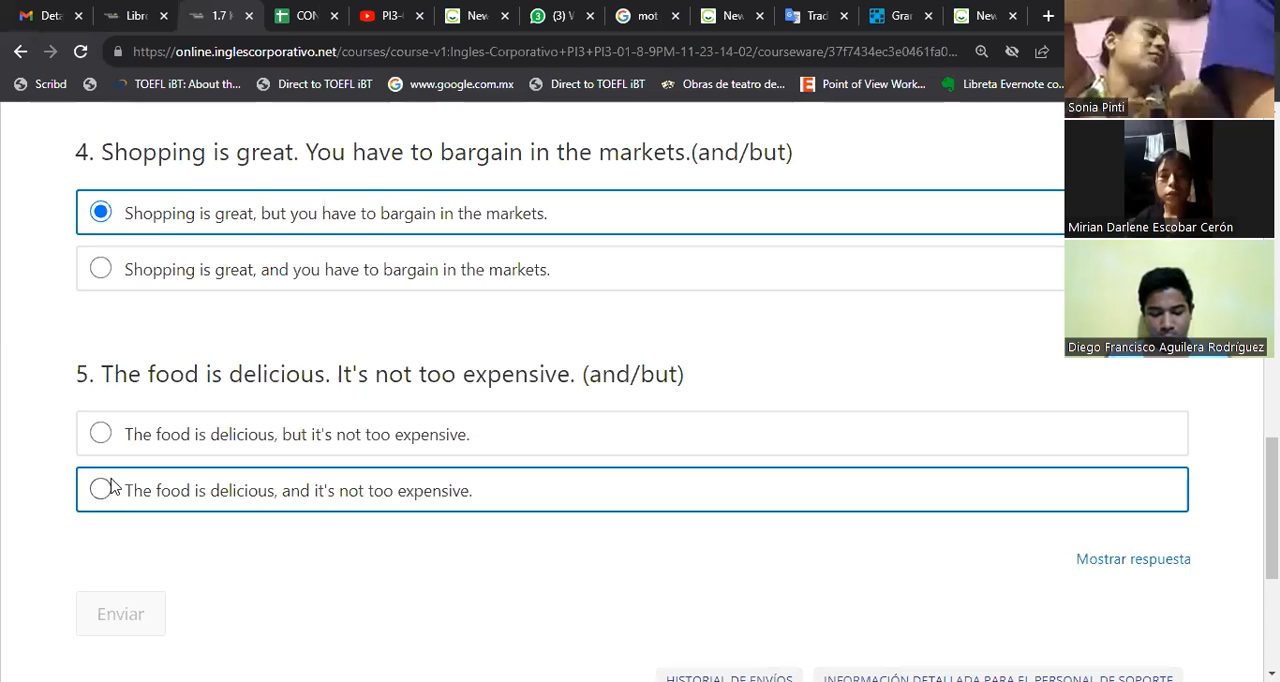 Deta
Libro
1.7
CON
PI3-
New
(3) V
mot
New
Trad
Grar
New
https://online.inglescorporativo.net/courses/course-v1:Ingles-Corporativo+PI3+PI3-01-8-9PM-11-23-14-02/courseware/37f7434ec3e0461fa0...
Scribd
TOEFL iBT: About th...
Direct to TOEFL iBT
www.google.com.mx
Direct to TOEFL iBT
Obras de teatro de...
Point of View Work...
Libreta Evernote co...
Sonia Pinti
Mirian Darlene Escobar Cerón
Diego Francisco Aguilera Rodríguez
4. Shopping is great. You have to bargain in the markets.(and/but)
Shopping is great, but you have to bargain in the markets.
Shopping is great, and you have to bargain in the markets.
5. The food is delicious. It's not too expensive. (and/but)
The food is delicious, but it's not too expensive.
The food is delicious, and it's not too expensive.
Mostrar respuesta
Enviar
HISTORIAL DE ENVÍOS
INFORMACIÓN DETALLADA PARA EL PERSONAL DE SOPORTE